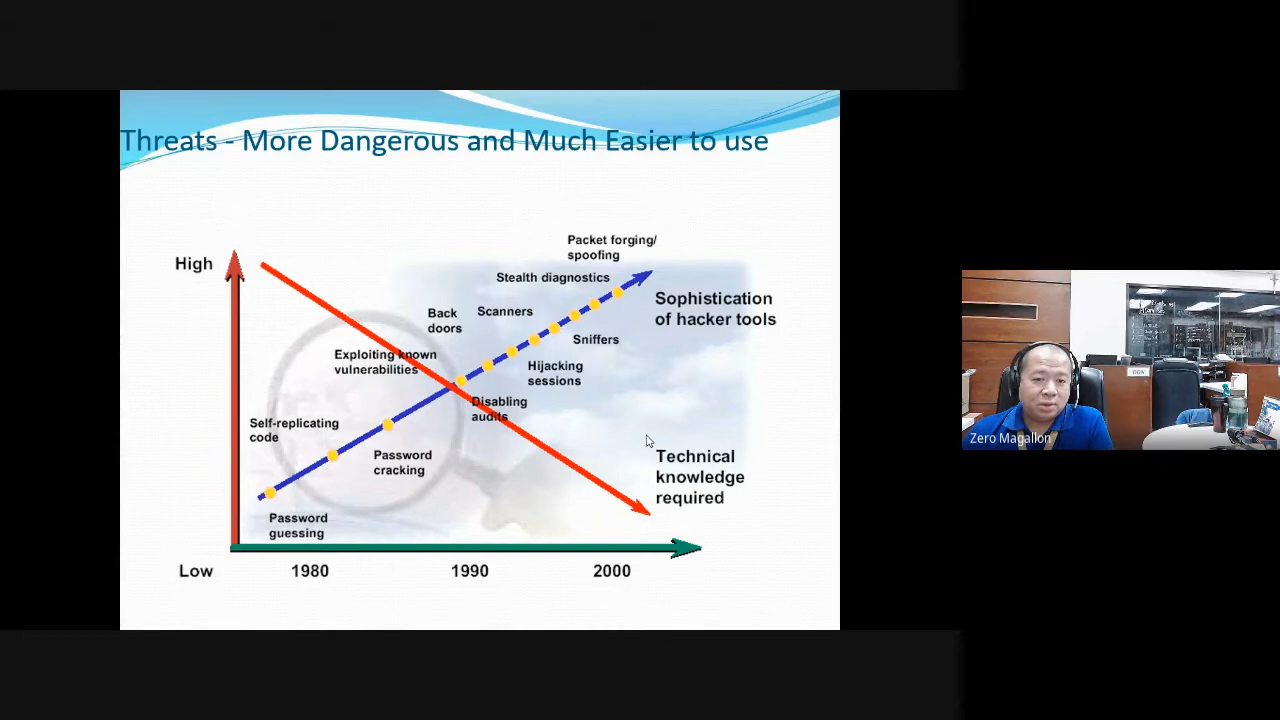 Threats - More Dangerous and Much Easier to use
High
Packet forging/
spoofing
Stealth diagnostics
Sophistication
of hacker tools
Back
doors
Scanners
Sniffers
Exploiting known
vulnerabilities
Hijacking
sessions
Disabling
audits
Self-replicating
code
Password
cracking
Technical
knowledge
required
Password
guessing
Low
1980
1990
2000
Zero Magallon